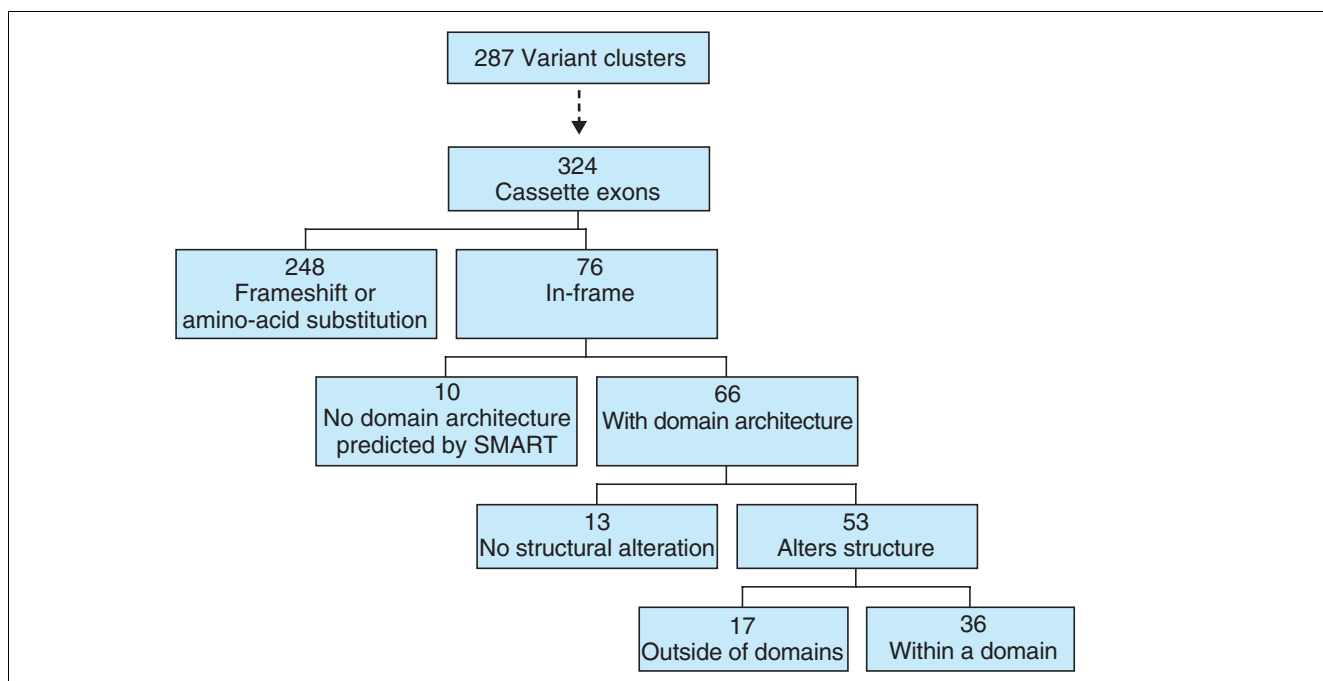 287 Variant clusters
324
Cassette exons
248
Frameshift or
amino-acid substitution
76
In-frame
10
No domain architecture
predicted by SMART
66
With domain architecture
13
No structural alteration
53
Alters structure
17
Outside of domains
36
Within a domain